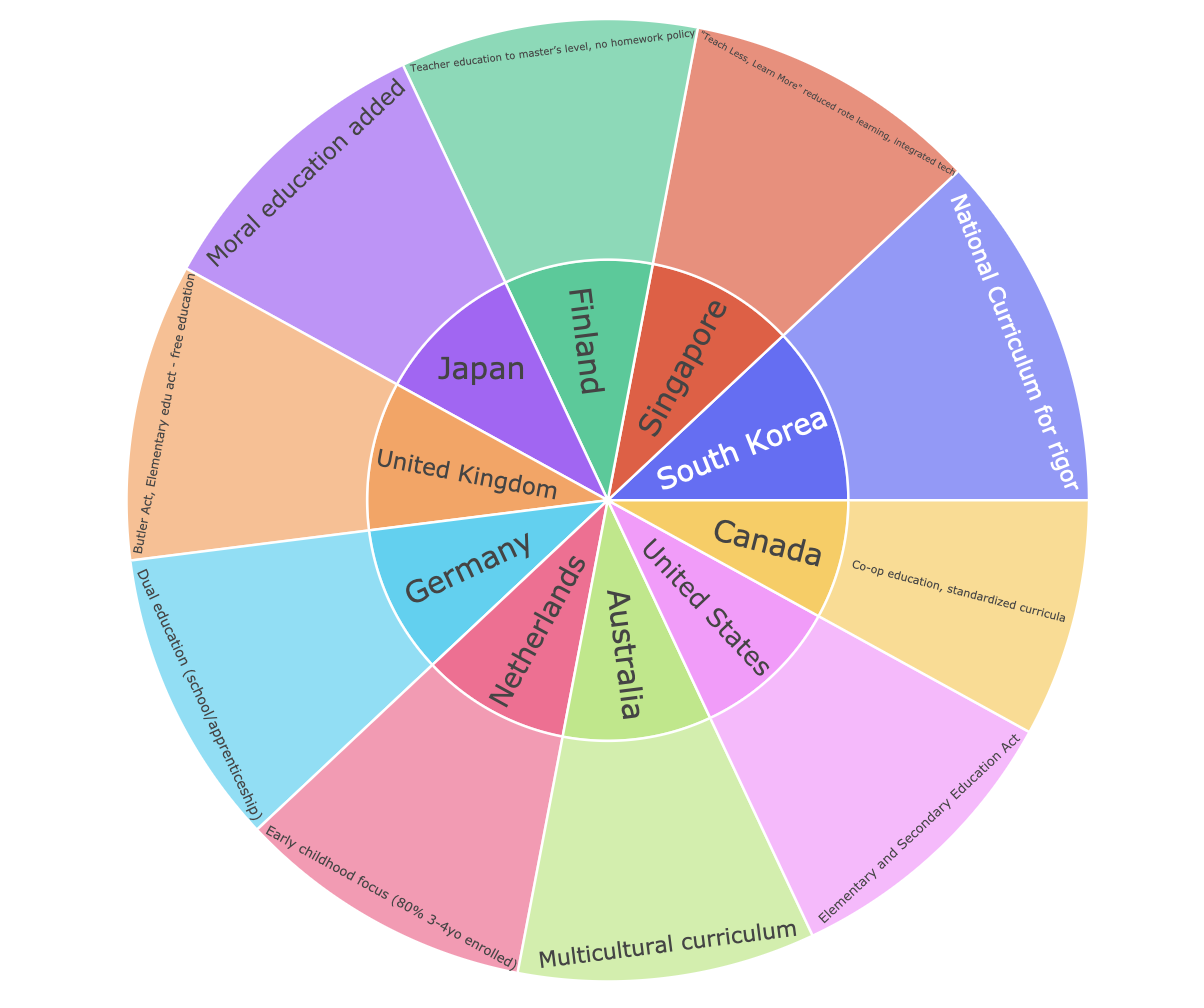 South Korea
National Curriculum for rigor
Singapore
"Teach Less, Learn More" reduced rote learning, integrated tech
Finland
Teacher education to master's level, no homework policy
Japan
Moral education added
United Kingdom
Butler Act, Elementary edu act - free education
Germany
Dual education (school/apprenticeship)
Netherlands
Early childhood focus (80% 3-4yo enrolled)
Australia
Multicultural curriculum
United States
Elementary and Secondary Education Act
Canada
Co-op education, standardized curricula